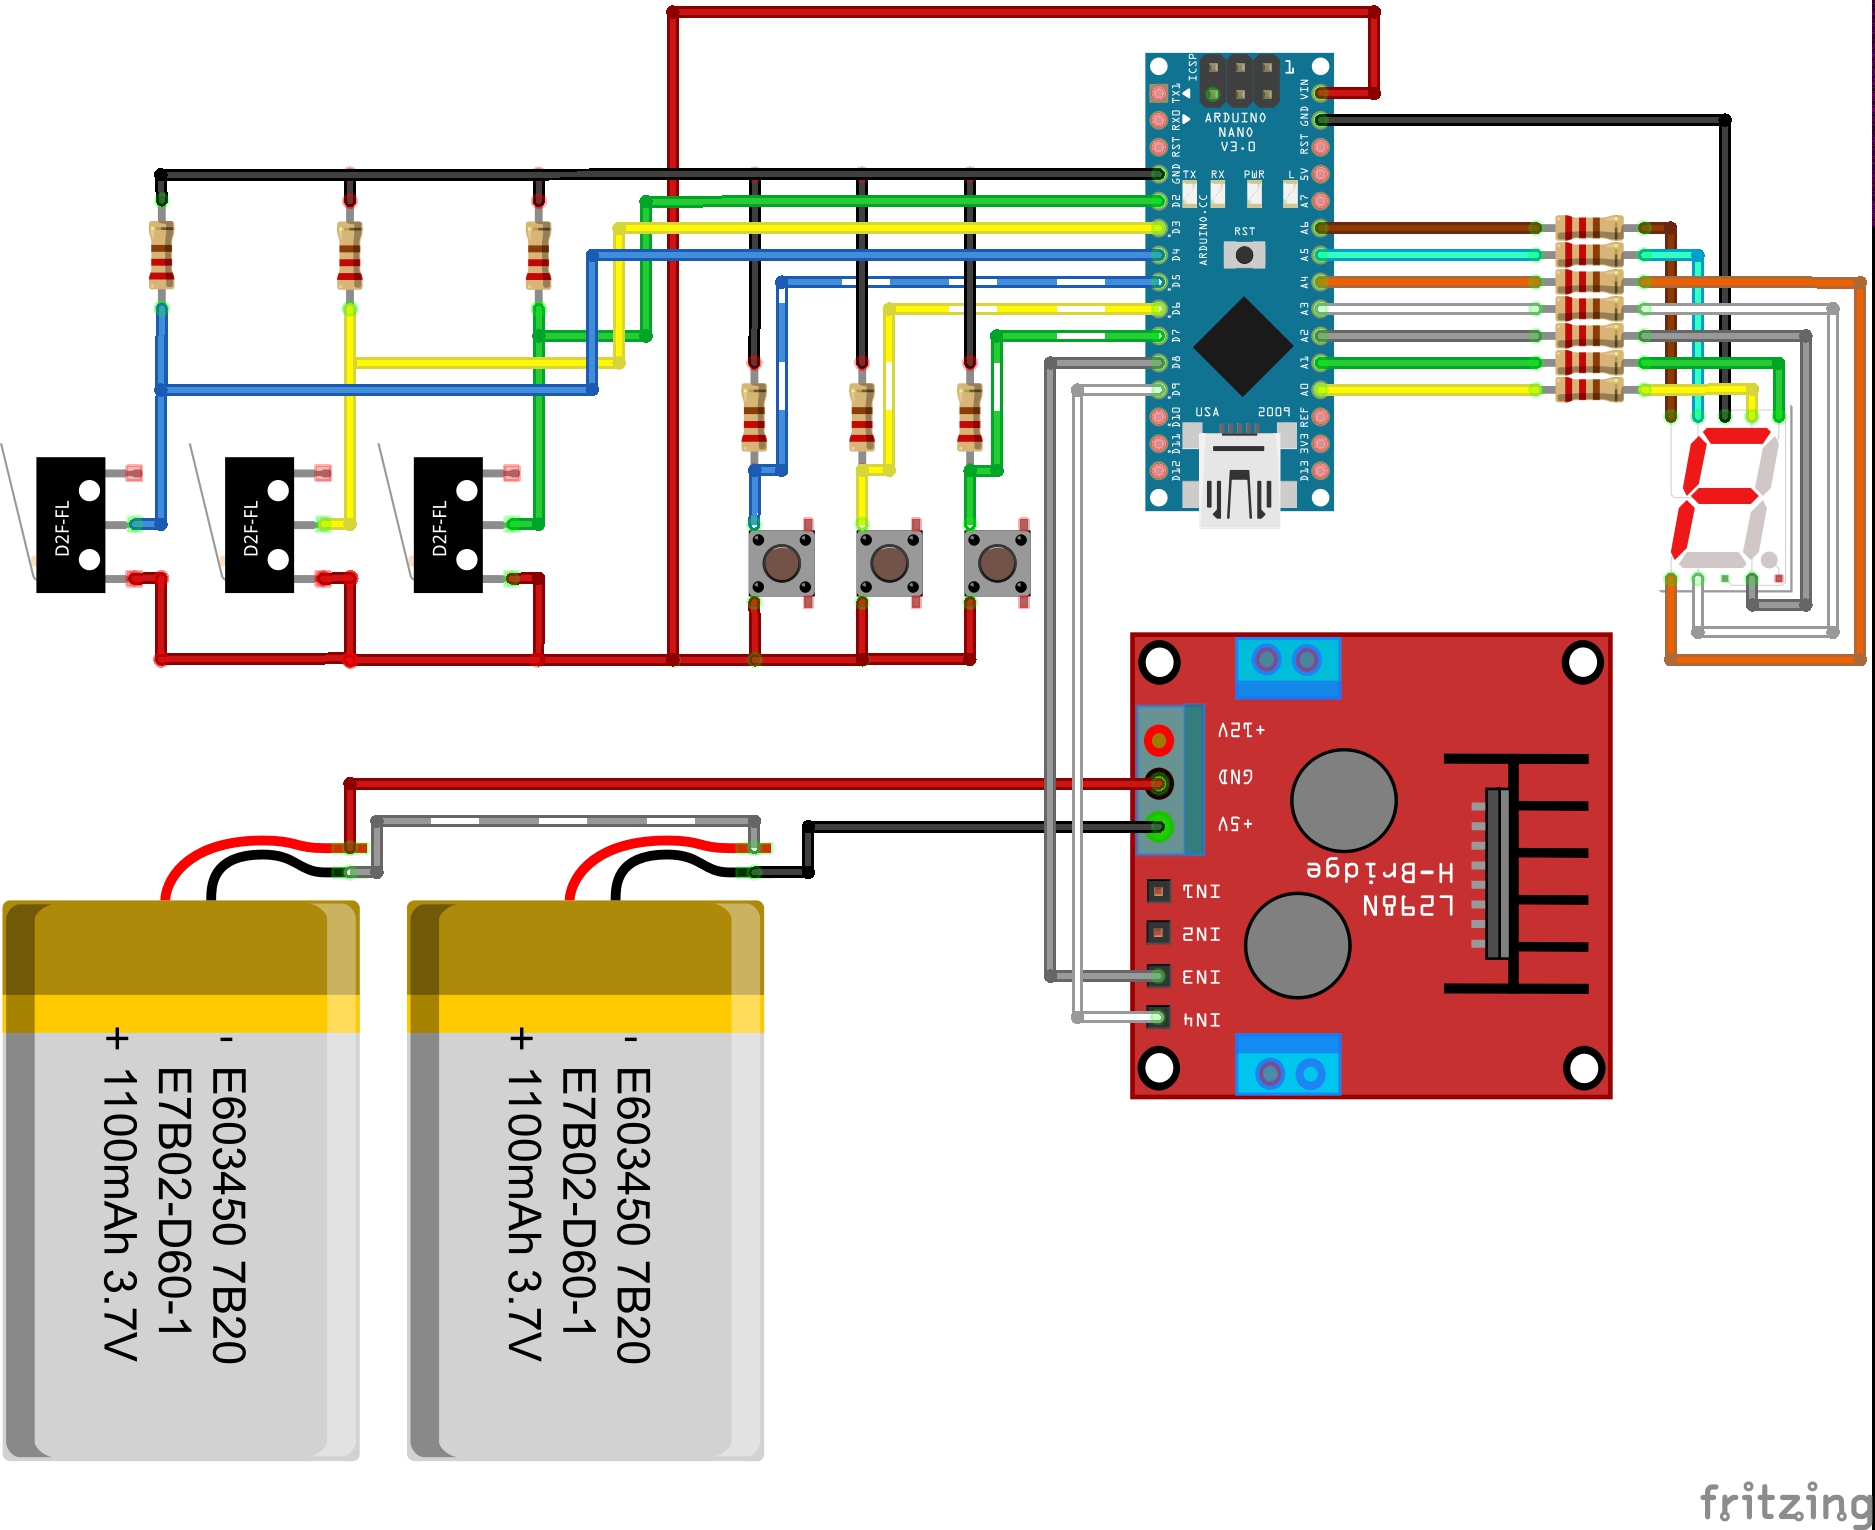 ICSP
1
TX1
RX0
RST
GND
D2
D3
D4
D5
D6
D7
D8
D9
D10
D11
D12
VIN
GND
RST
5V
A7
A6
A5
A4
A3
A2
A1
A0
REF
3V3
D13
ARDUINO
NANO
V3.0
TX
RX
PWR
L
ARDUINO.CC
RST
USA
2009
D2F-FL
D2F-FL
D2F-FL
+12V
GND
+5V
IN1
IN2
IN3
IN4
L298N
H-Bridge
- E603450 7B20
E7B02-D60-1
+ 1100mAh 3.7V
- E603450 7B20
E7B02-D60-1
+ 1100mAh 3.7V
fritzing